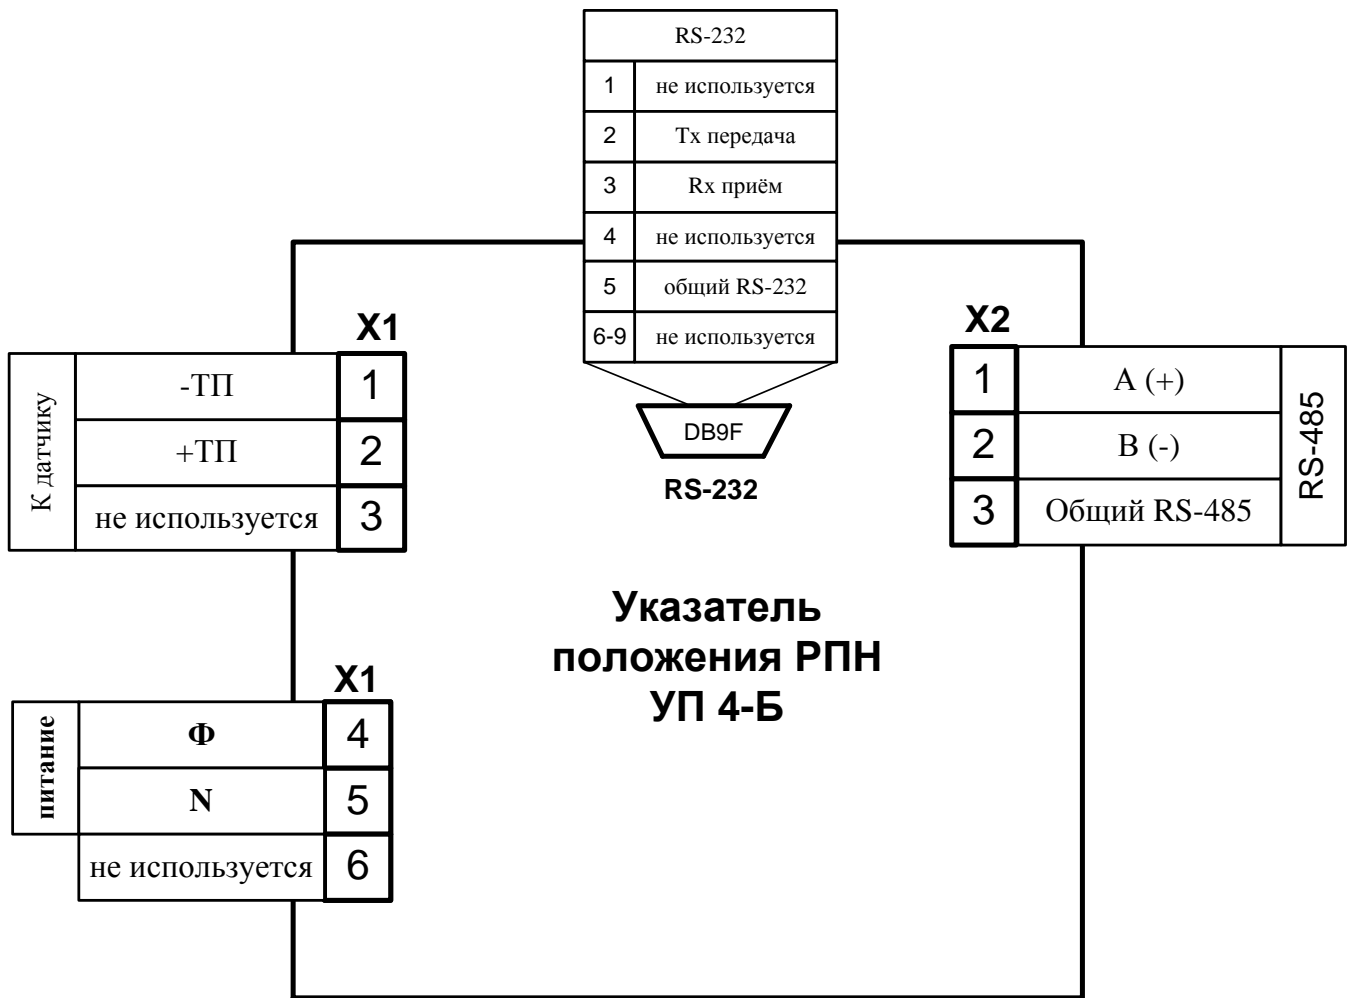 RS-232
1 не используется
2 Tx передача
3 Rx приём
4 не используется
5 общий RS-232
6-9 не используется
DB9F
RS-232
X1
К датчику
-ТП 1
+ТП 2
не используется 3
X2
1 A (+)
2 B (-)
3 Общий RS-485
RS-485
Указатель
положения РПН
УП 4-Б
X1
питание
Ф 4
N 5
не используется 6